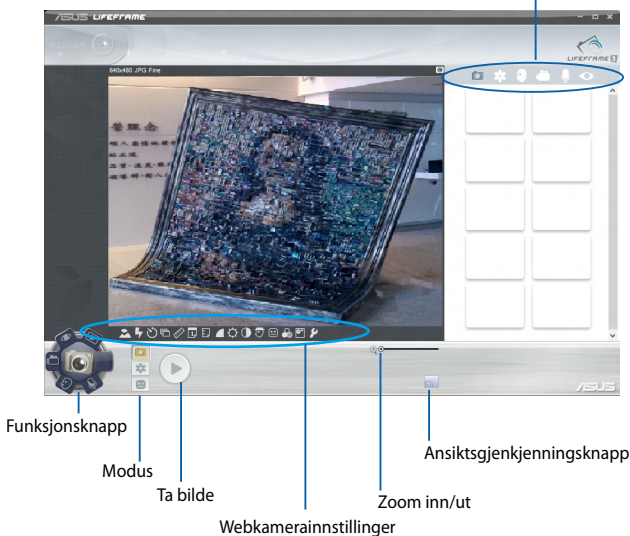 ASUS LIFEFRAME
LIFEFRAME 3
640x480 JPG Fine
ASUS
Funksjonsknapp
Modus
Ta bilde
Webkamerainnstillinger
Zoom inn/ut
Ansiktsgjenkjenningsknapp